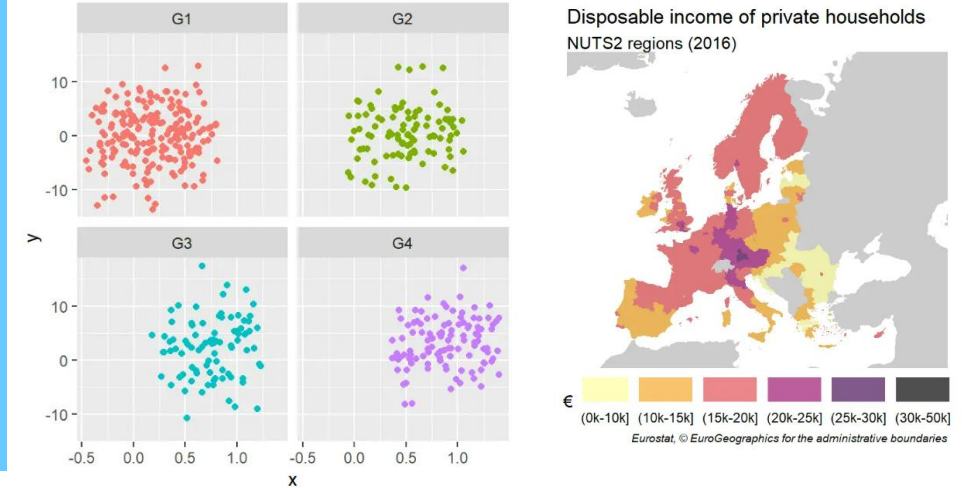 G1
G2
10
0
-10
y
G3
G4
10
0
-10
-0.5 0.0 0.5 1.0 -0.5 0.0 0.5 1.0
x
Disposable income of private households
NUTS2 regions (2016)
€
(0k-10k] (10k-15k] (15k-20k] (20k-25k] (25k-30k] (30k-50k]
Eurostat, © EuroGeographics for the administrative boundaries